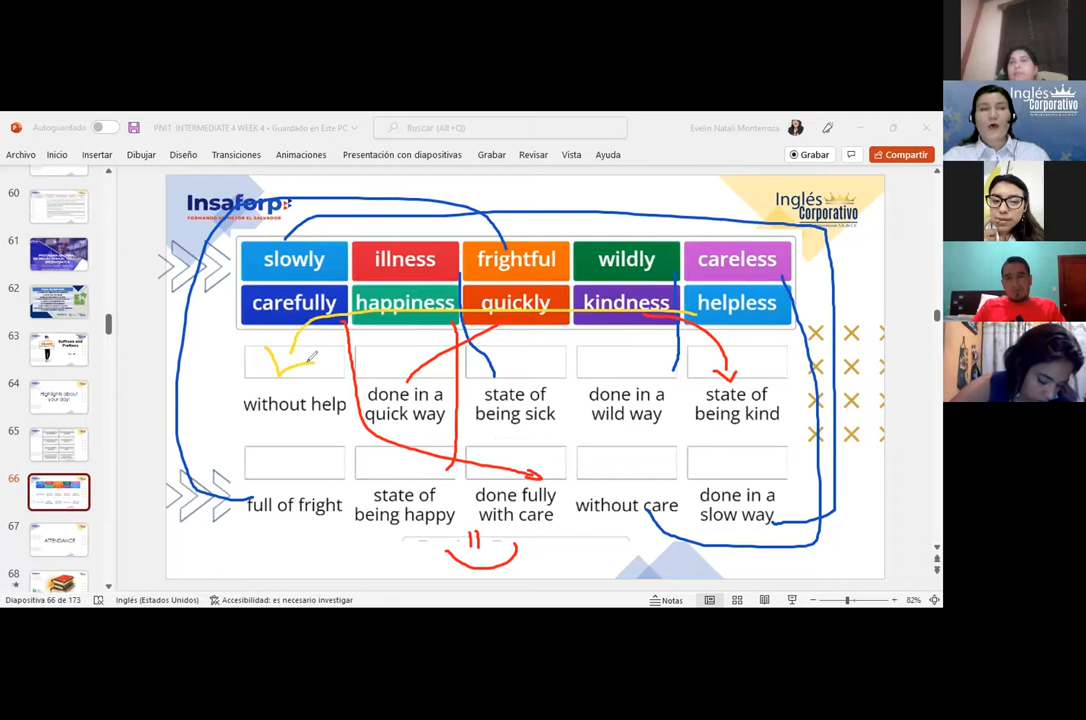 Inglés
Corporativo
Autoguardado
PNIT INTERMEDIATE 4 WEEK 4 • Guardado en Este PC
Buscar (Alt+Q)
Evelin Natali Monterroza
Archivo Inicio Insertar Dibujar Diseño Transiciones Animaciones Presentación con diapositivas Grabar Revisar Vista Ayuda
Grabar
Compartir
60
61
62
63
64
65
66
67
68
Highlights about
your day!
ATTENDANCE
Insaforp
FORMANDO UN MEJOR EL SALVADOR
Inglés
Corporativo
slowly illness frightful wildly careless
carefully happiness quickly kindness helpless
without help
done in a
quick way
state of
being sick
done in a
wild way
state of
being kind
full of fright
state of
being happy
done fully
with care
without care
done in a
slow way
Diapositiva 66 de 173
Inglés (Estados Unidos)
Accesibilidad: es necesario investigar
Notas
82%